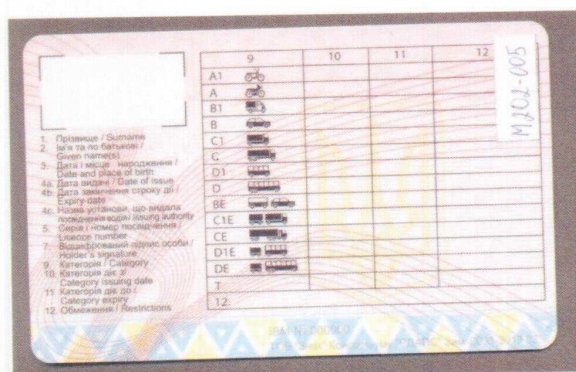 9 10 11 12
A1
A
B1
B
C1
C
D1
D
BE
C1E
CE
D1E
DE
T
12.
M202-005
1. Прізвище / Surname
2. Ім'я та по батькові /
Given name(s)
3. Дата і місце народження /
Date and place of birth
4a. Дата видачі / Date of issue
4b. Дата закінчення строку дії /
Expiry date
4c. Назва установи, що видала
посвідчення водія / Issuing authority
5. Серія і номер посвідчення /
Licence number
7. Відцифрований підпис особи /
Holder's signature
9. Категорія / Category
10. Категорія діє з /
Category issuing date
11. Категорія діє до /
Category expiry
12. Обмеження / Restrictions